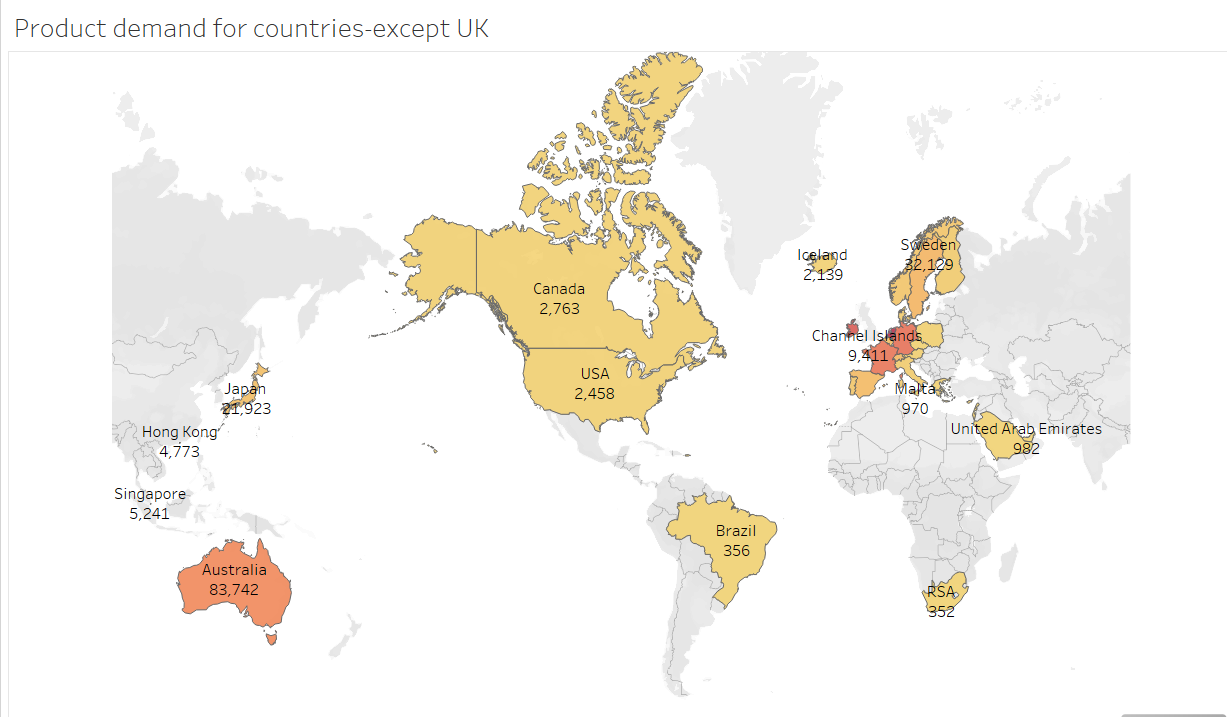 Product demand for countries-except UK
Iceland
2,139
Sweden
32,129
Canada
2,763
Channel Islands
9,411
USA
2,458
Japan
21,923
Malta
970
Hong Kong
4,773
United Arab Emirates
982
Singapore
5,241
Brazil
356
Australia
83,742
RSA
352